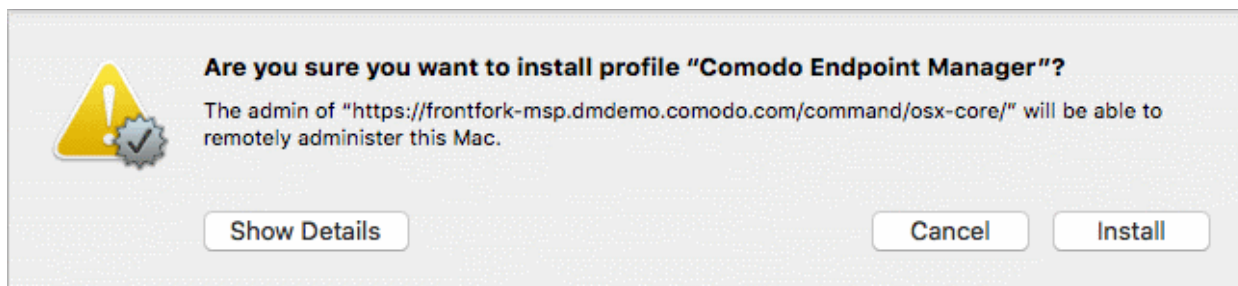 Are you sure you want to install profile “Comodo Endpoint Manager”?
The admin of “https://frontfork-msp.dmdemo.comodo.com/command/osx-core/“ will be able to
remotely administer this Mac.
Show Details
Cancel
Install